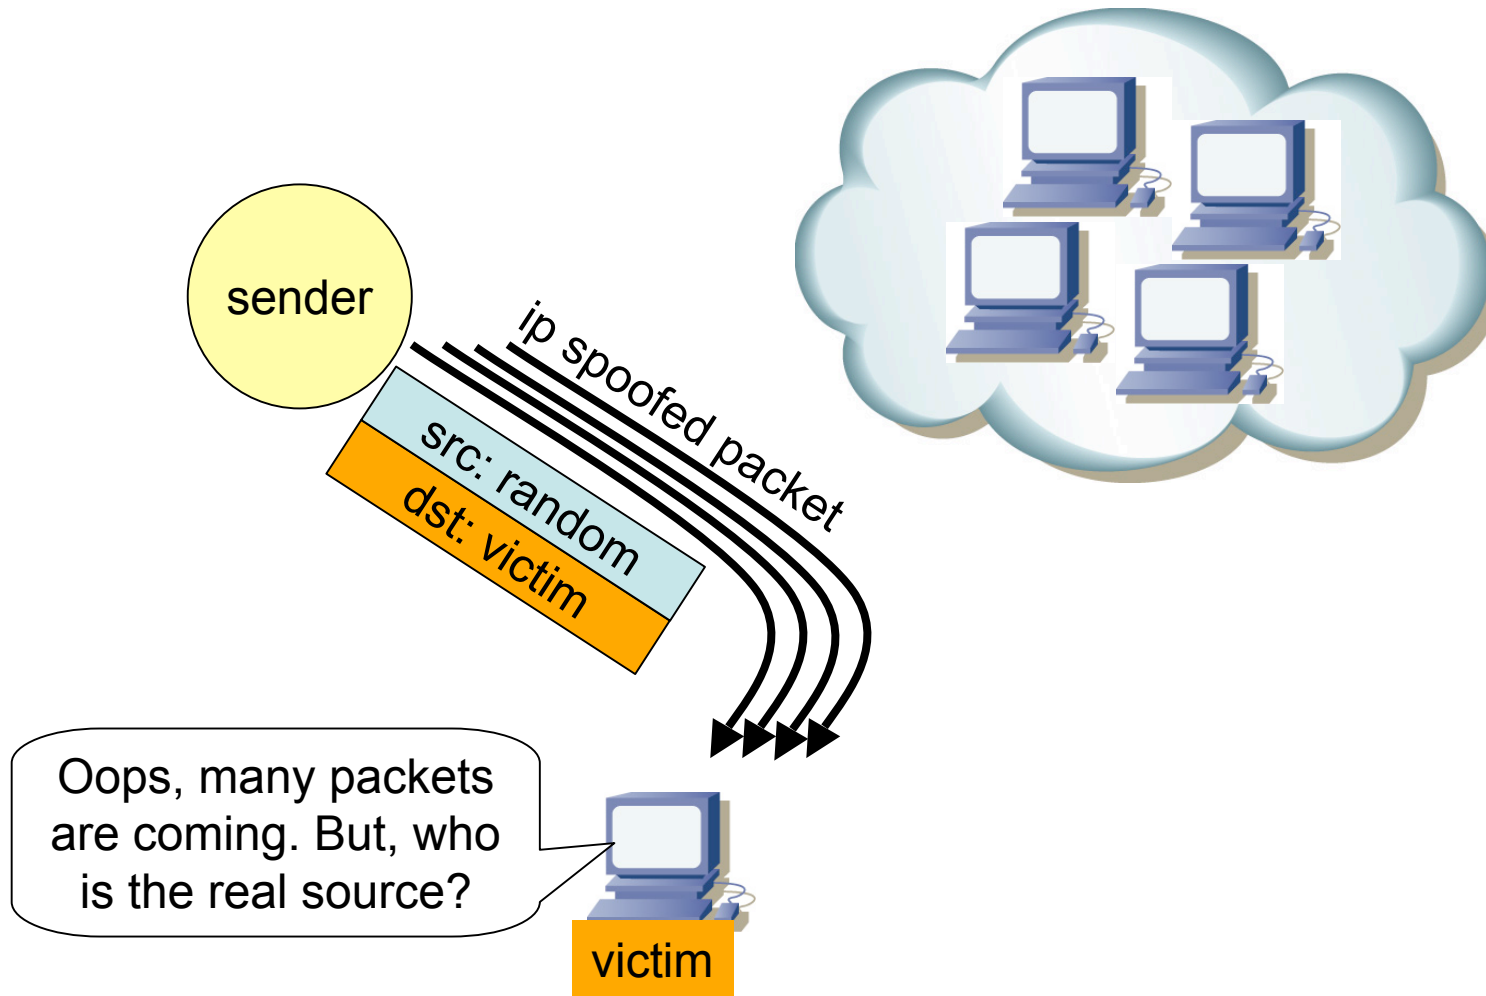 sender
ip spoofed packet
src: random
dst: victim
Oops, many packets
are coming. But, who
is the real source?
victim